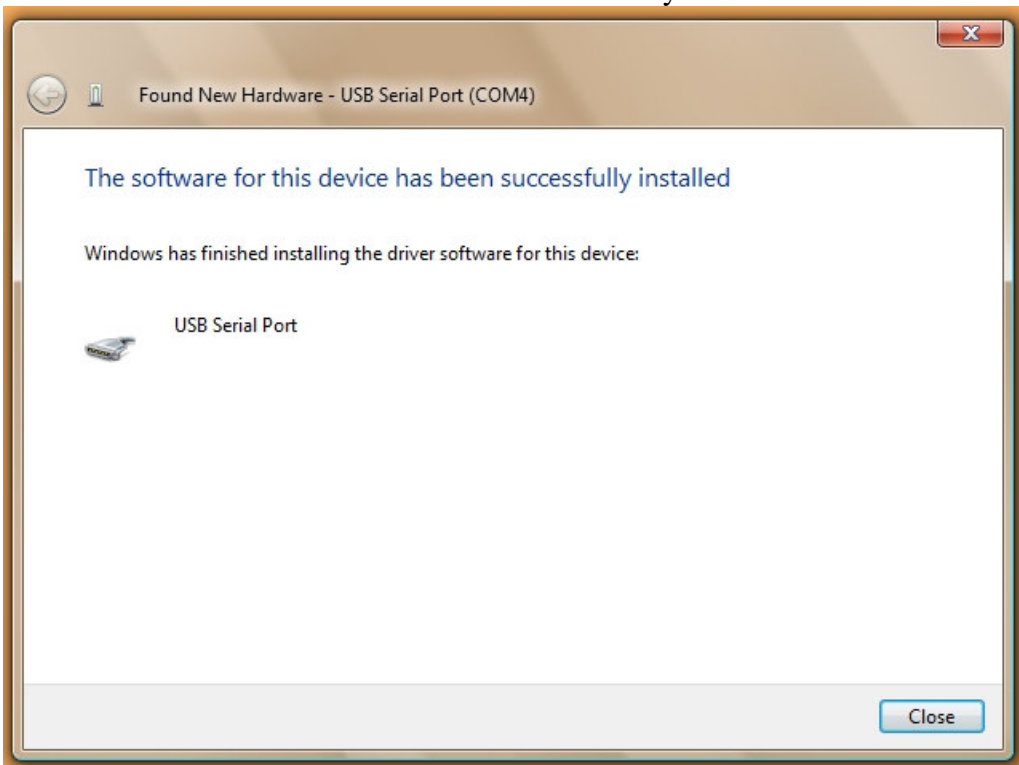 Found New Hardware - USB Serial Port (COM4)
The software for this device has been successfully installed
Windows has finished installing the driver software for this device:
USB Serial Port
Close